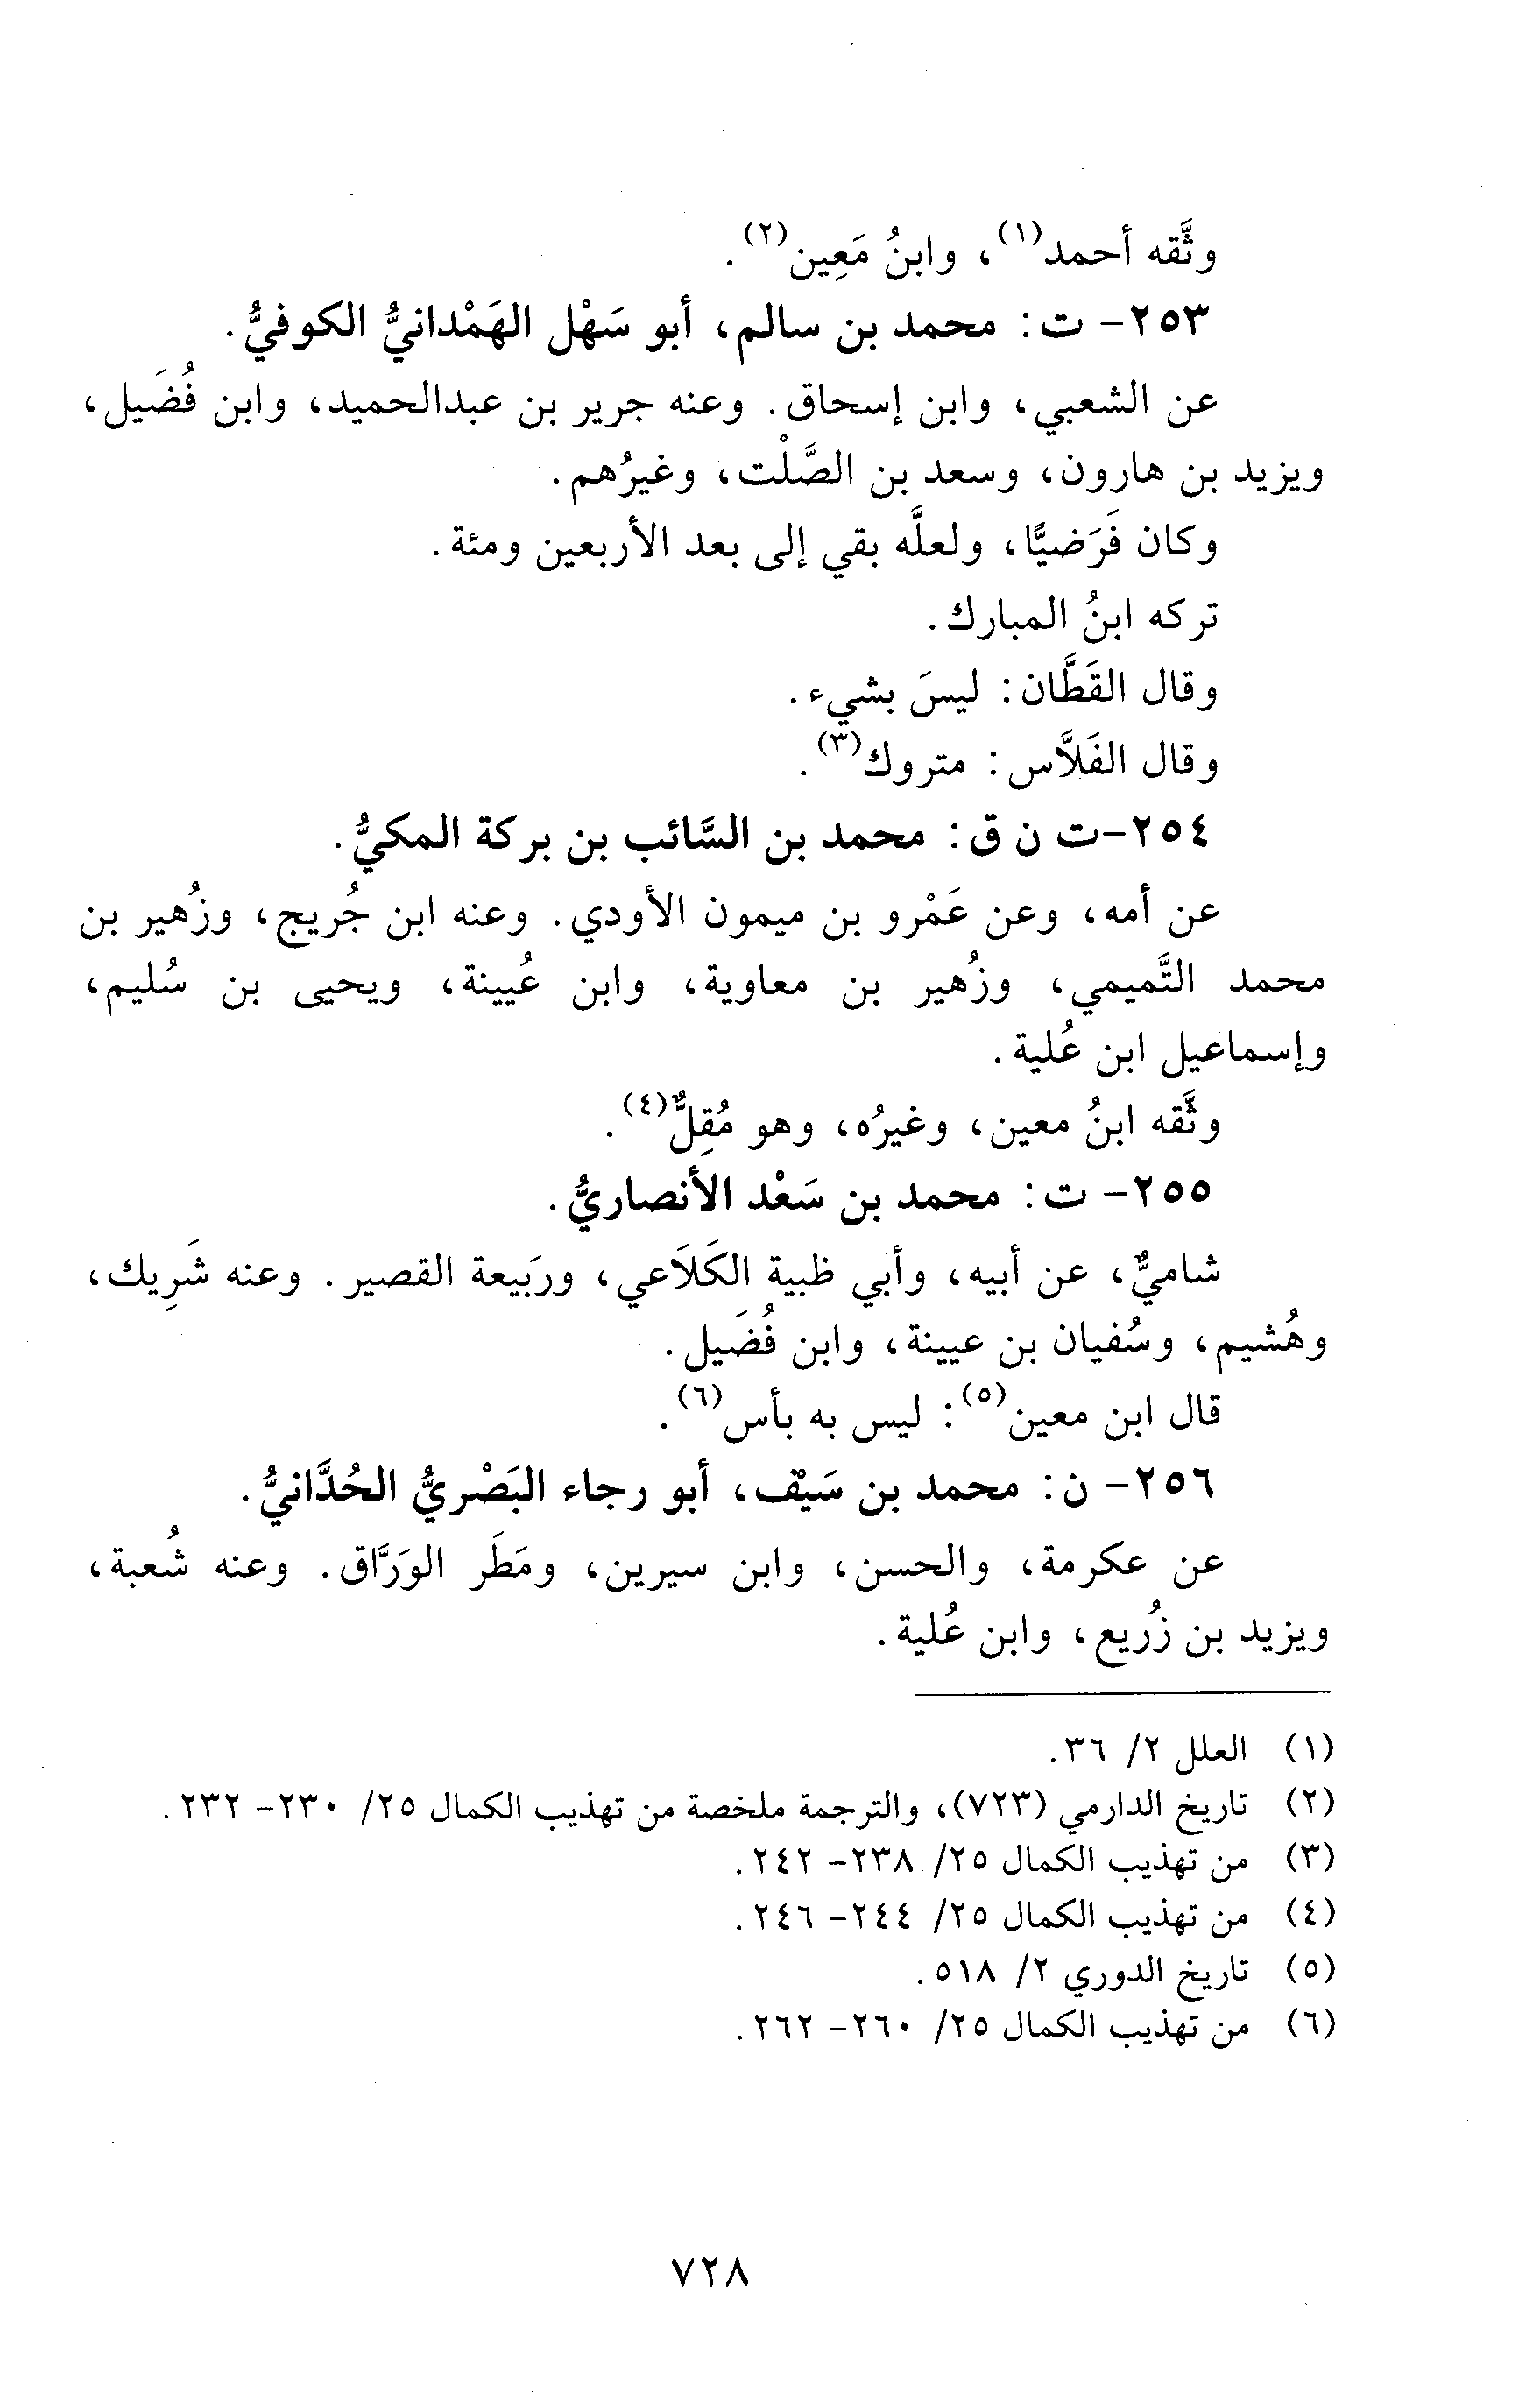 وثَّقه أحمد(١)، وابنُ مَعِين(٢).
٢٥٣- ت: محمد بن سالم، أبو سَهْل الهَمْدانيُّ الكوفيُّ.
عن الشعبي، وابن إسحاق. وعنه جرير بن عبدالحميد، وابن فُضَيل،
ويزيد بن هارون، وسعد بن الصَّلْت، وغيرُهم.
وكان فَرَضيًّا، ولعلَّه بقي إلى بعد الأربعين ومئة.
تركه ابنُ المبارك.
وقال القَطَّان: ليسَ بشيء.
وقال الفَلَّاس: متروك(٣).
٢٥٤-ت ن ق: محمد بن السَّائب بن بركة المكيُّ.
عن أمه، وعن عَمْرو بن ميمون الأودي. وعنه ابن جُريج، وزُهير بن
محمد التَّميمي، وزُهير بن معاوية، وابن عُيينة، ويحيى بن سُليم،
وإسماعيل ابن عُلية.
وثَّقه ابنُ معين، وغيرُه، وهو مُقِلٌّ(٤).
٢٥٥- ت: محمد بن سَعْد الأنصاريُّ.
شاميٌّ، عن أبيه، وأبي ظبية الكَلَاعي، وربَيعة القصير. وعنه شَرِيك،
وهُشيم، وسُفيان بن عيينة، وابن فُضَيل.
قال ابن معين(٥): ليس به بأس(٦).
٢٥٦- ن: محمد بن سَيْف، أبو رجاء البَصْريُّ الحُدَّانيُّ.
عن عكرمة، والحسن، وابن سيرين، ومَطَر الوَرَّاق. وعنه شُعبة،
ويزيد بن زُريع، وابن عُلية.
(١) العلل ٢/ ٣٦.
(٢) تاريخ الدارمي (٧٢٣)، والترجمة ملخصة من تهذيب الكمال ٢٥/ ٢٣٠- ٢٣٢.
(٣) من تهذيب الكمال ٢٥/ ٢٣٨- ٢٤٢.
(٤) من تهذيب الكمال ٢٥/ ٢٤٤- ٢٤٦.
(٥) تاريخ الدوري ٢/ ٥١٨.
(٦) من تهذيب الكمال ٢٥/ ٢٦٠- ٢٦٢.
٧٢٨